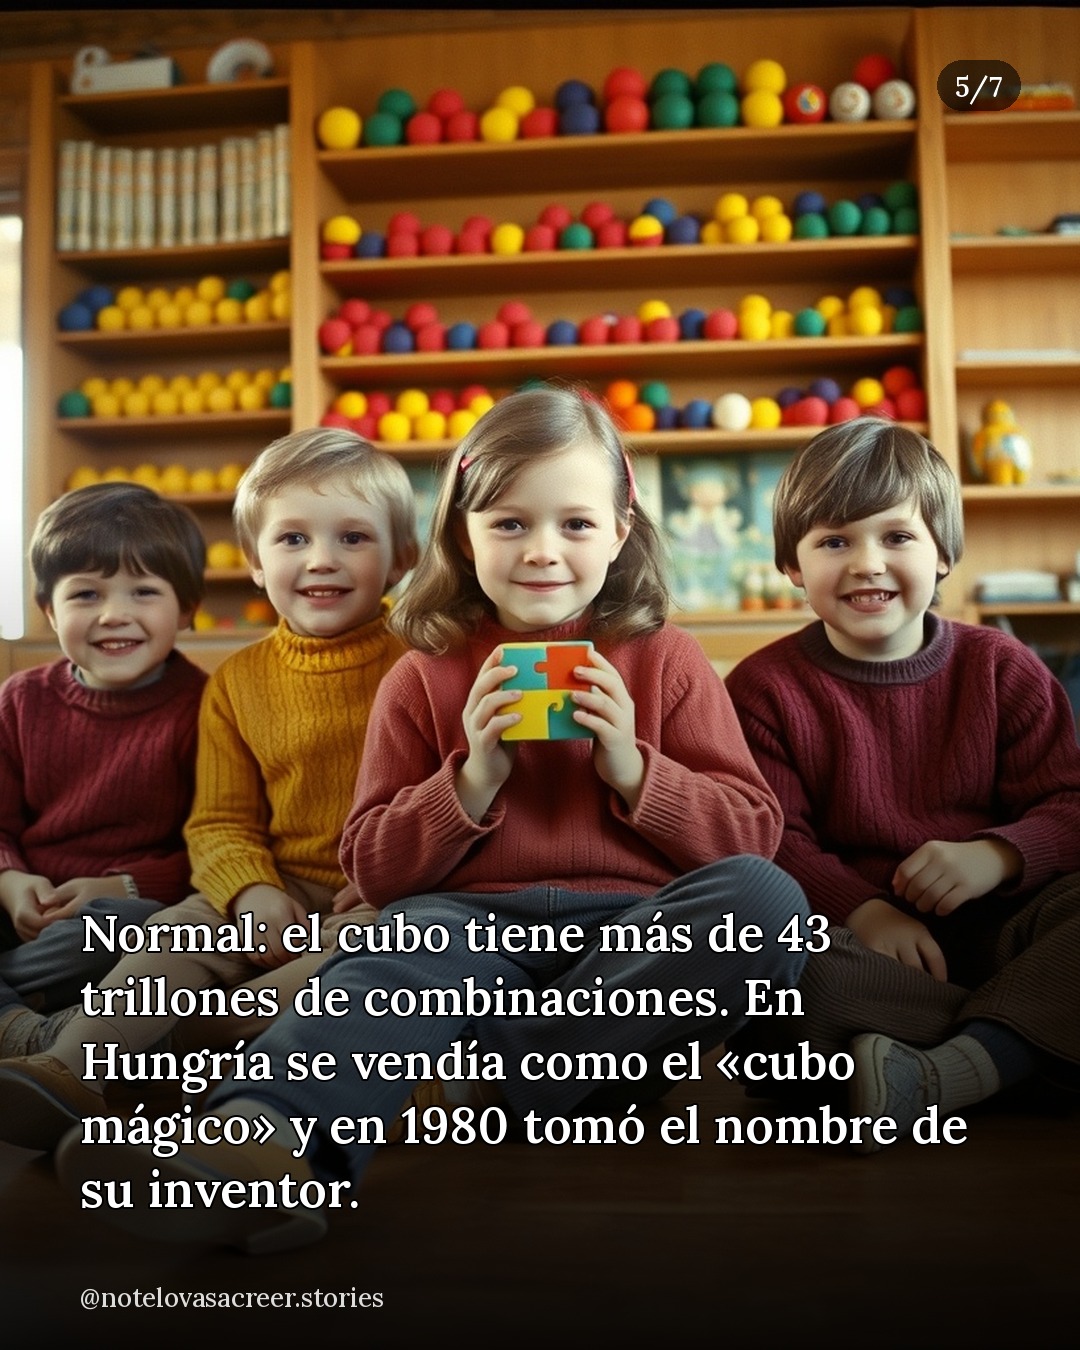 5/7
Normal: el cubo tiene más de 43
trillones de combinaciones. En
Hungría se vendía como el «cubo
mágico» y en 1980 tomó el nombre de
su inventor.
@notelovasacreer.stories